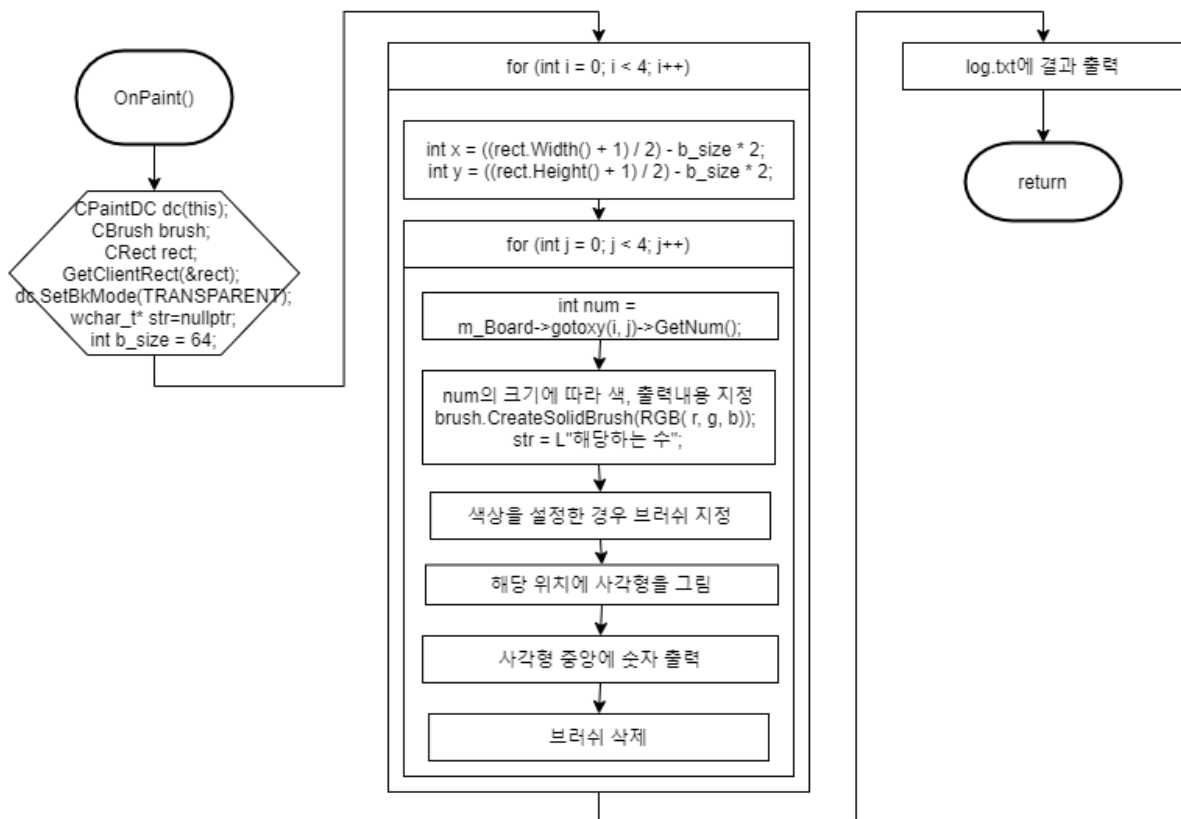 OnPaint()
CPaintDC dc(this);
CBrush brush;
CRect rect;
GetClientRect(&rect);
dc.SetBkMode(TRANSPARENT);
wchar_t* str=nullptr;
int b_size = 64;
for (int i = 0; i < 4; i++)
int x = ((rect.Width() + 1) / 2) - b_size * 2;
int y = ((rect.Height() + 1) / 2) - b_size * 2;
for (int j = 0; j < 4; j++)
int num =
m_Board->gotoxy(i, j)->GetNum();
num의 크기에 따라 색, 출력내용 지정
brush.CreateSolidBrush(RGB( r, g, b));
str = L"해당하는 수";
색상을 설정한 경우 브러쉬 지정
해당 위치에 사각형을 그림
사각형 중앙에 숫자 출력
브러쉬 삭제
log.txt에 결과 출력
return